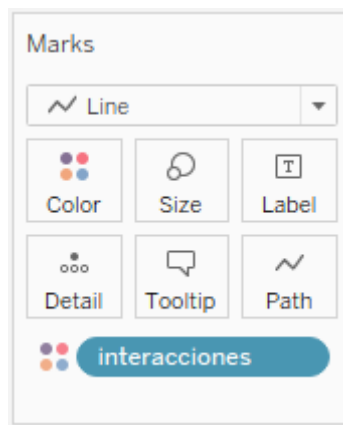 Marks
Line
Color Size Label
Detail Tooltip Path
interacciones